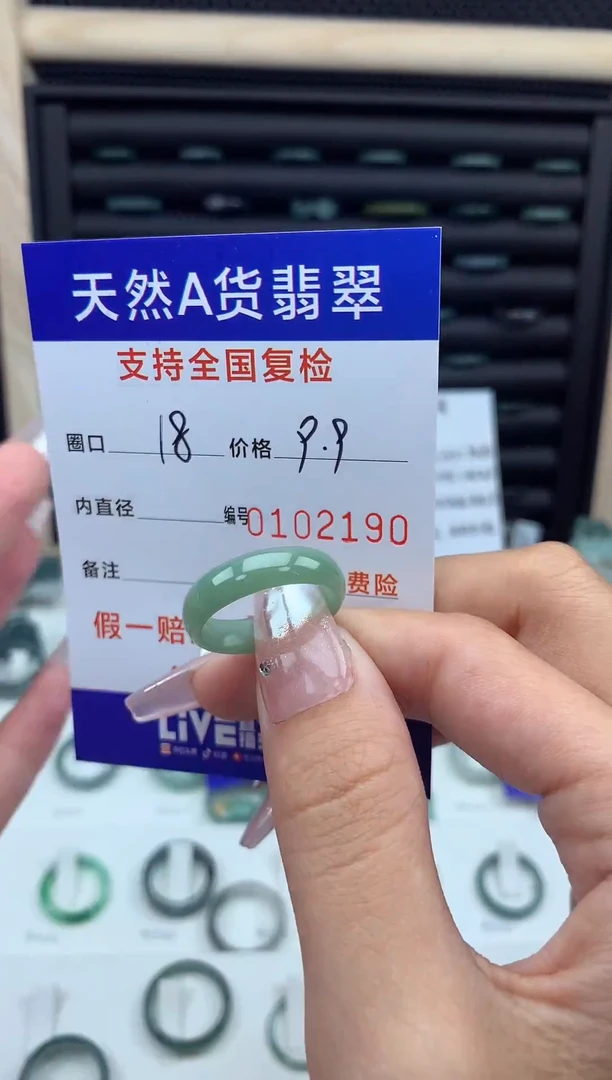 天然A货翡翠
支持全国复检
圈口 18 价格 9.9
内直径 编号 0102190
备注 费险
假一赔
LIVE